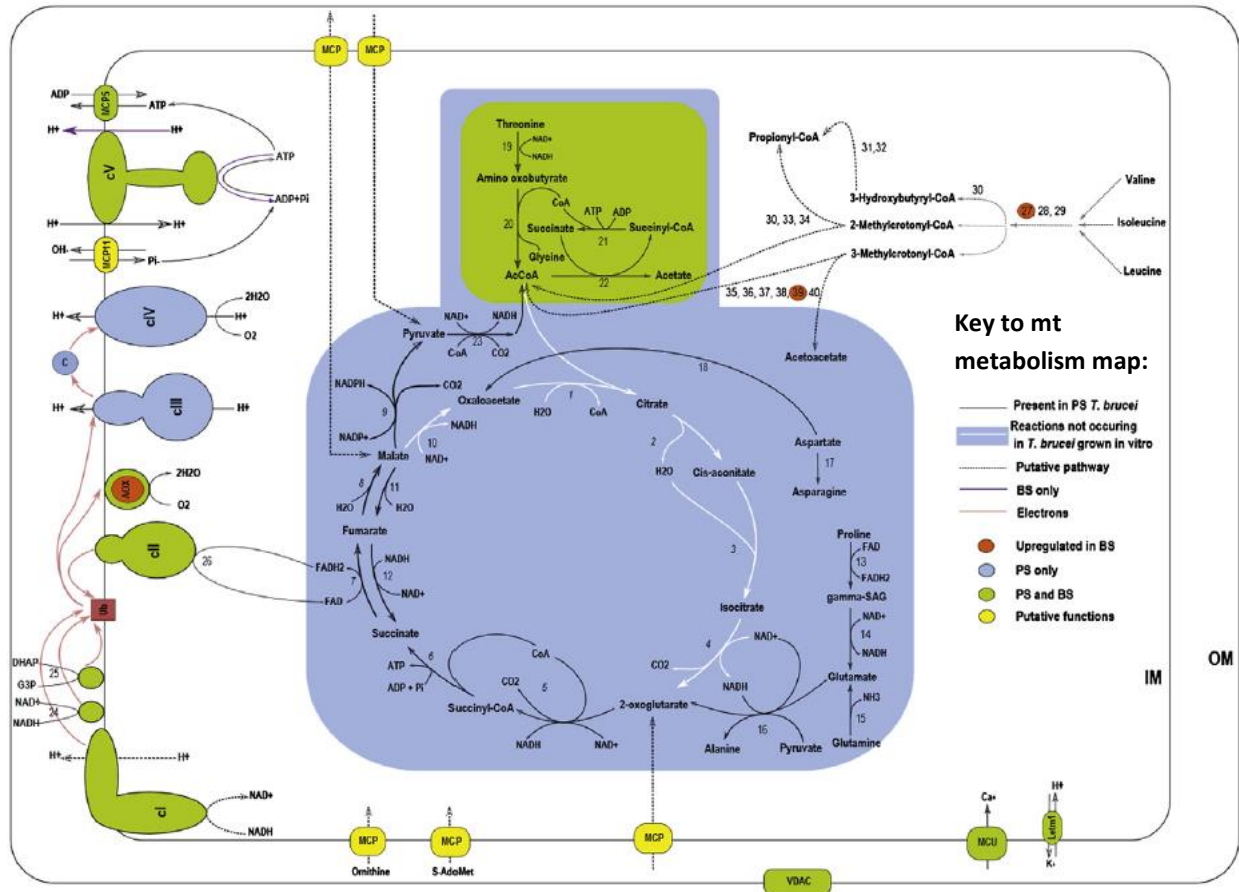 MCP
MCP
ADP
MCP5
ATP
H+
H+
cV
ATP
ADP+Pi
H+
H+
OH-
MCP11
Pi-
2H2O
H+
cIV
H+
O2
C
H+
cIII
H+
2H2O
AOX
O2
cII
26
Ub
DHAP
25
G3P
NAD+
24
NADH
H+
H+
cI
NAD+
NADH
Threonine
19
NAD+
NADH
Amino oxobutyrate
CoA
ATP
ADP
20
Succinate
Succinyl-CoA
21
Glycine
AcCoA
22
Acetate
Propionyl-CoA
31, 32
Valine
3-Hydroxybutyryl-CoA
30
27 28, 29
30, 33, 34
2-Methylcrotonyl-CoA
Isoleucine
3-Methylcrotonyl-CoA
Leucine
35, 36, 37, 38, 39 40
Acetoacetate
NAD+
NADH
Pyruvate
23
CoA
CO2
NADPH
CO2
9
NADP+
Oxaloacetate
18
1
H2O
CoA
Citrate
NADH
10
NAD+
Malate
2
H2O
Cis-aconitate
Aspartate
17
Asparagine
8
11
H2O
H2O
3
Fumarate
FADH2
NADH
7
12
FAD
NAD+
Proline
FAD
13
FADH2
gamma-SAG
NAD+
14
NADH
Isocitrate
4
NAD+
CO2
NADH
Glutamate
NH3
15
Glutamine
Succinate
ATP
6
ADP + Pi
CoA
CO2
5
Succinyl-CoA
NADH
NAD+
2-oxoglutarate
16
Alanine
Pyruvate
Key to mt
metabolism map:
Present in PS T. brucei
Reactions not occuring
in T. brucei grown in vitro
Putative pathway
BS only
Electrons
Upregulated in BS
PS only
PS and BS
Putative functions
IM
OM
MCP
Ornithine
MCP
S-AdoMet
MCP
VDAC
Ca+
MCU
H+
Letm1
K+